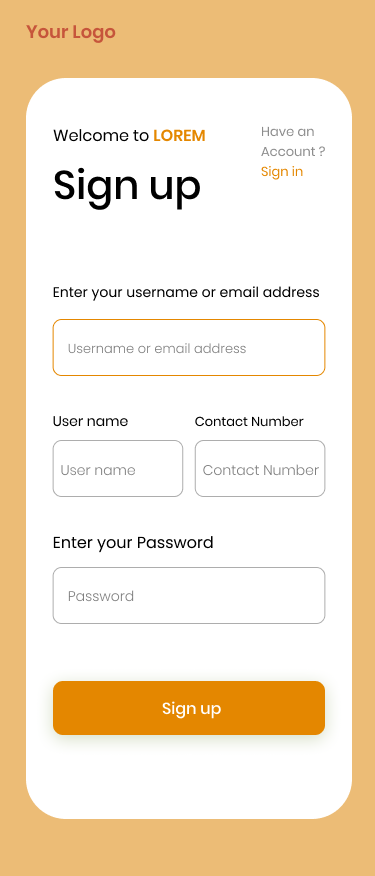 Your Logo
Welcome to LOREM
Have an
Account ?
Sign in
Sign up
Enter your username or email address
Username or email address
User name
Contact Number
User name
Contact Number
Enter your Password
Password
Sign up